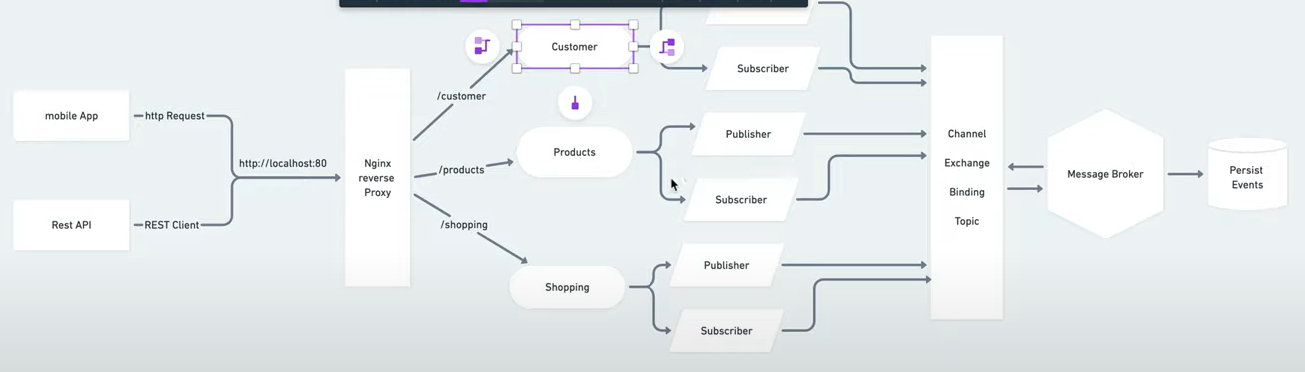 Customer
Subscriber
/customer
mobile App
http Request
Channel
Publisher
Products
http://localhost:80
Nginx
reverse
Proxy
/products
Exchange
Message Broker
Persist
Events
Binding
Subscriber
Rest API
REST Client
/shopping
Topic
Publisher
Shopping
Subscriber